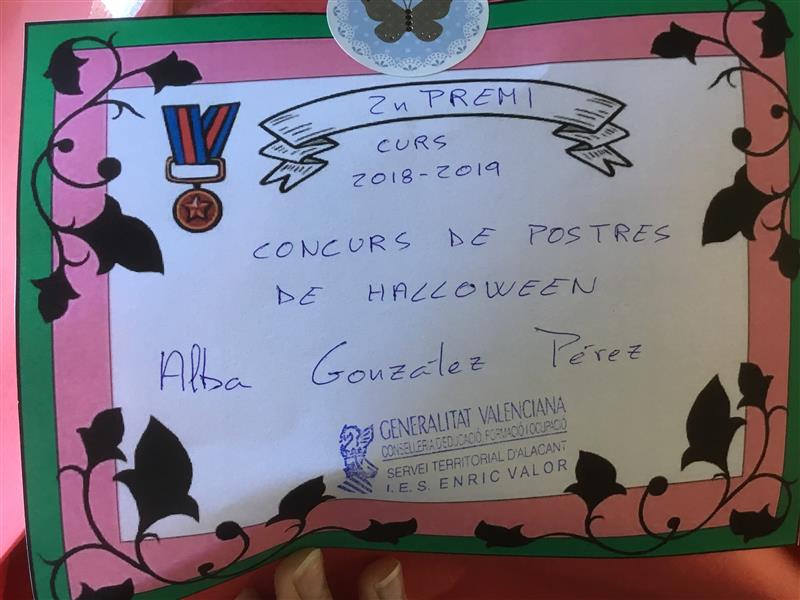 2n PREMI
CURS
2018-2019
CONCURS DE POSTRES
DE HALLOWEEN
Alba González Pérez
GENERALITAT VALENCIANA
CONSELLERIA D'EDUCACIÓ, FORMACIÓ I OCUPACIÓ
SERVEI TERRITORIAL D'ALACANT
I.E.S. ENRIC VALOR